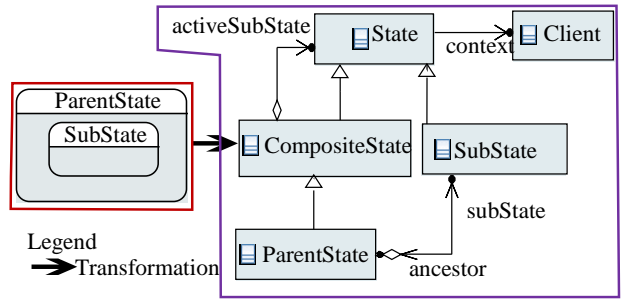 activeSubState
State
context
Client
ParentState
SubState
CompositeState
SubState
subState
ParentState
ancestor
Legend
Transformation